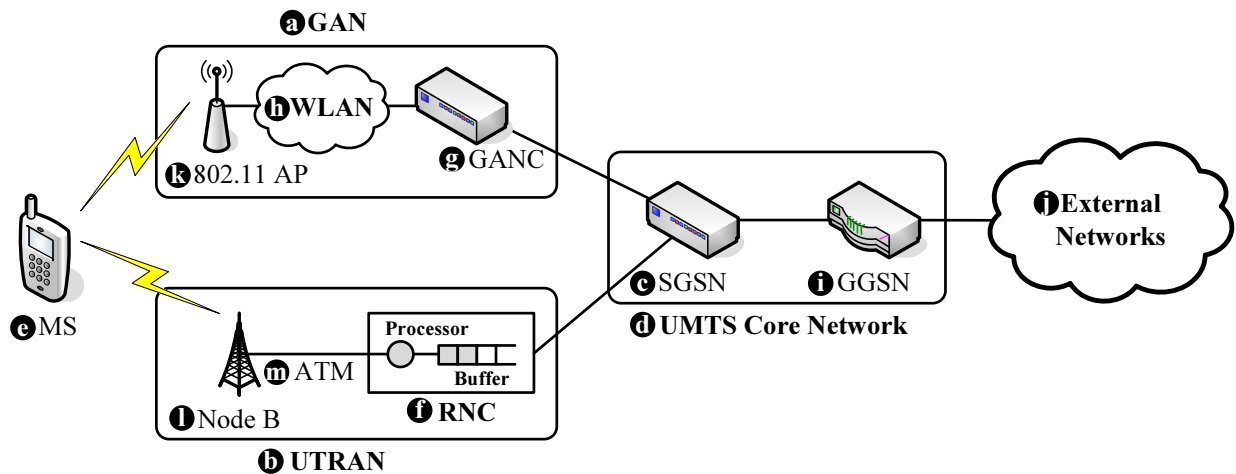 a GAN
h WLAN
g GANC
k 802.11 AP
j External
Networks
c SGSN
i GGSN
e MS
d UMTS Core Network
Processor
m ATM
Buffer
l Node B
f RNC
b UTRAN